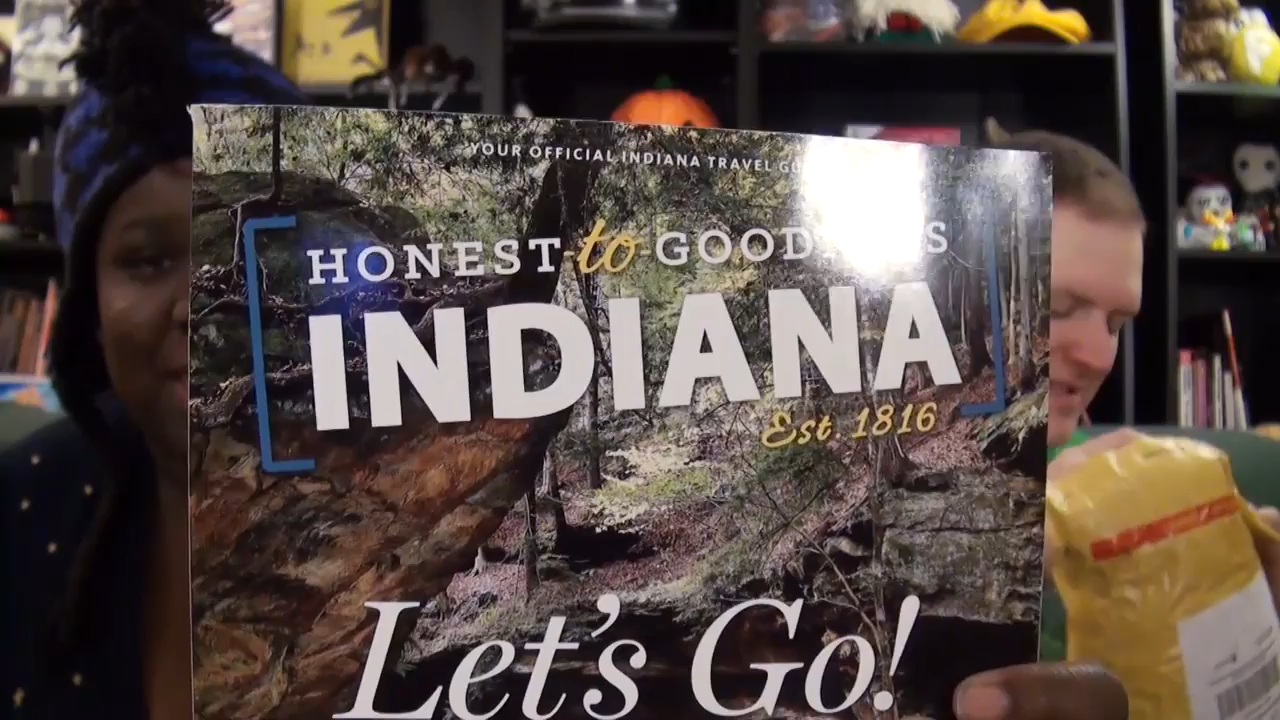 YOUR OFFICIAL INDIANA TRAVEL
HONEST-to-GOOD
INDIANA
Est. 1816
Let's Go!